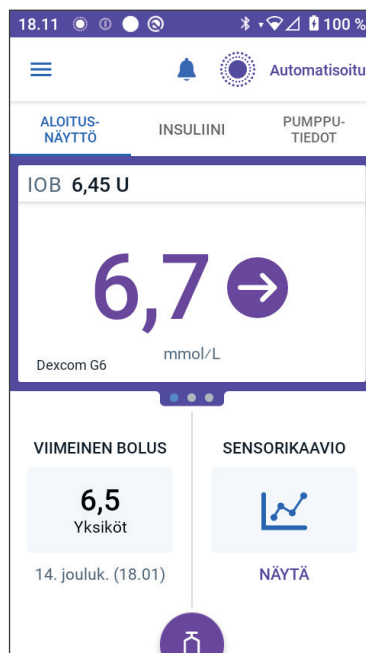 18.11 100 %
Automatisoitu
ALOITUS-
NÄYTTÖ
INSULIINI
PUMPPU-
TIEDOT
IOB 6,45 U
6,7
mmol/L
Dexcom G6
VIIMEINEN BOLUS
6,5
Yksiköt
14. jouluk. (18.01)
SENSORIKAAVIO
NÄYTÄ